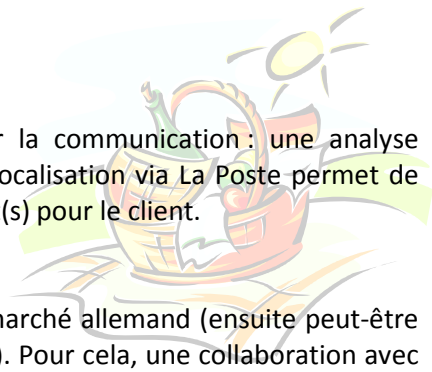 r la communication : une analyse
ocalisation via La Poste permet de
(s) pour le client.
marché allemand (ensuite peut-être
). Pour cela, une collaboration avec